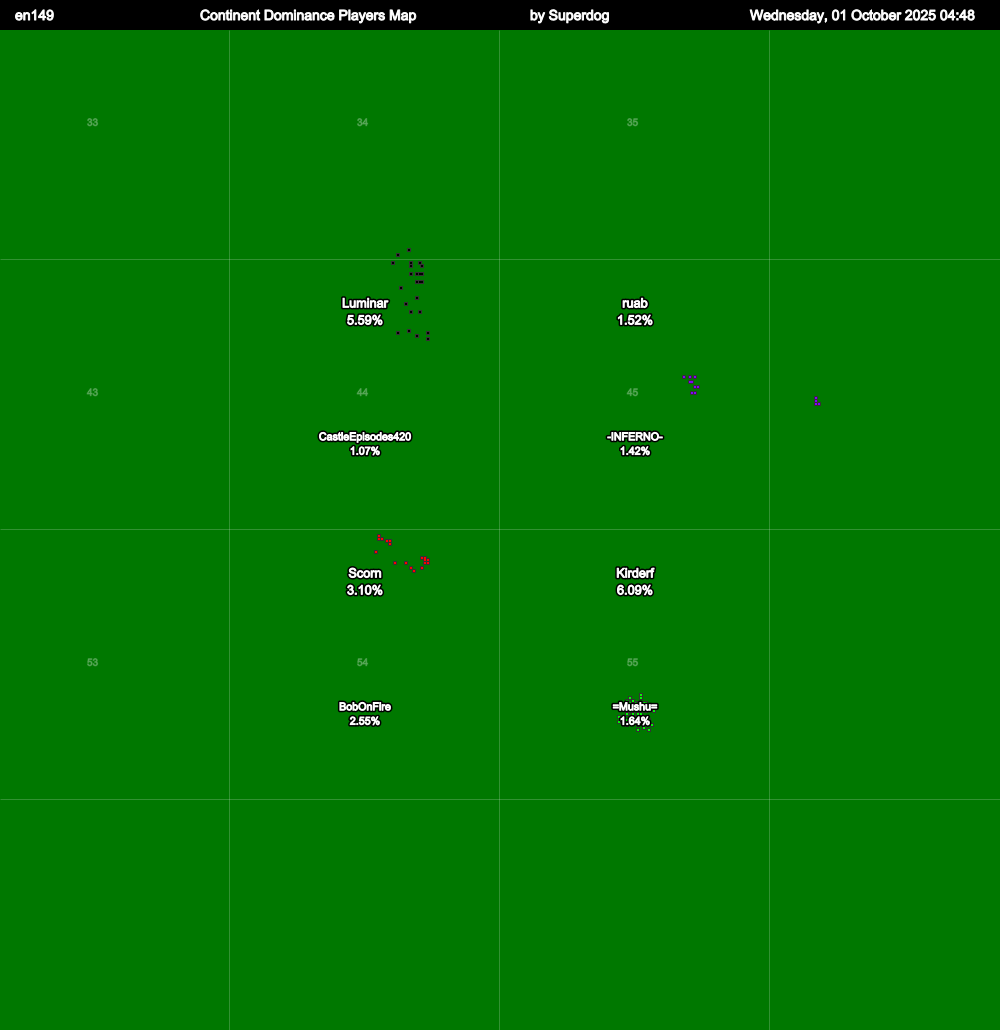 en149 Continent Dominance Players Map by Superdog Wednesday, 01 October 2025 04:48
33 34 35
Luminar ruab
5.59% 1.52%
43 44 45
CastleEpisodes420 -INFERNO-
1.07% 1.42%
Scorn Kirderf
3.10% 6.09%
53 54 55
BobOnFire =Mushu=
2.55% 1.64%